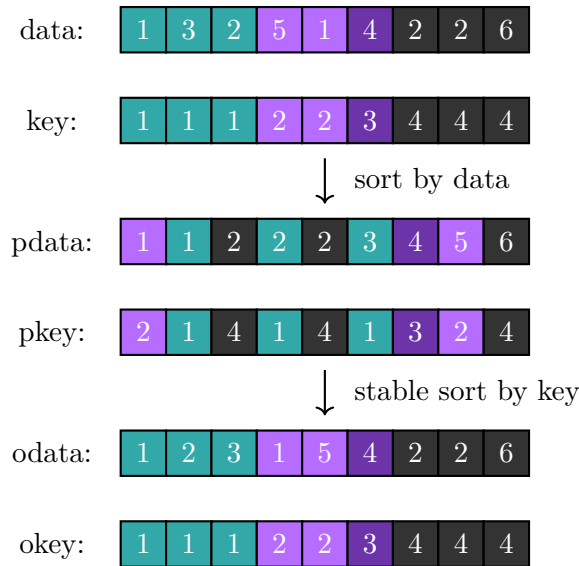 data: 1 3 2 5 1 4 2 2 6
key: 1 1 1 2 2 3 4 4 4
sort by data
pdata: 1 1 2 2 2 3 4 5 6
pkey: 2 1 4 1 4 1 3 2 4
stable sort by key
odata: 1 2 3 1 5 4 2 2 6
okey: 1 1 1 2 2 3 4 4 4